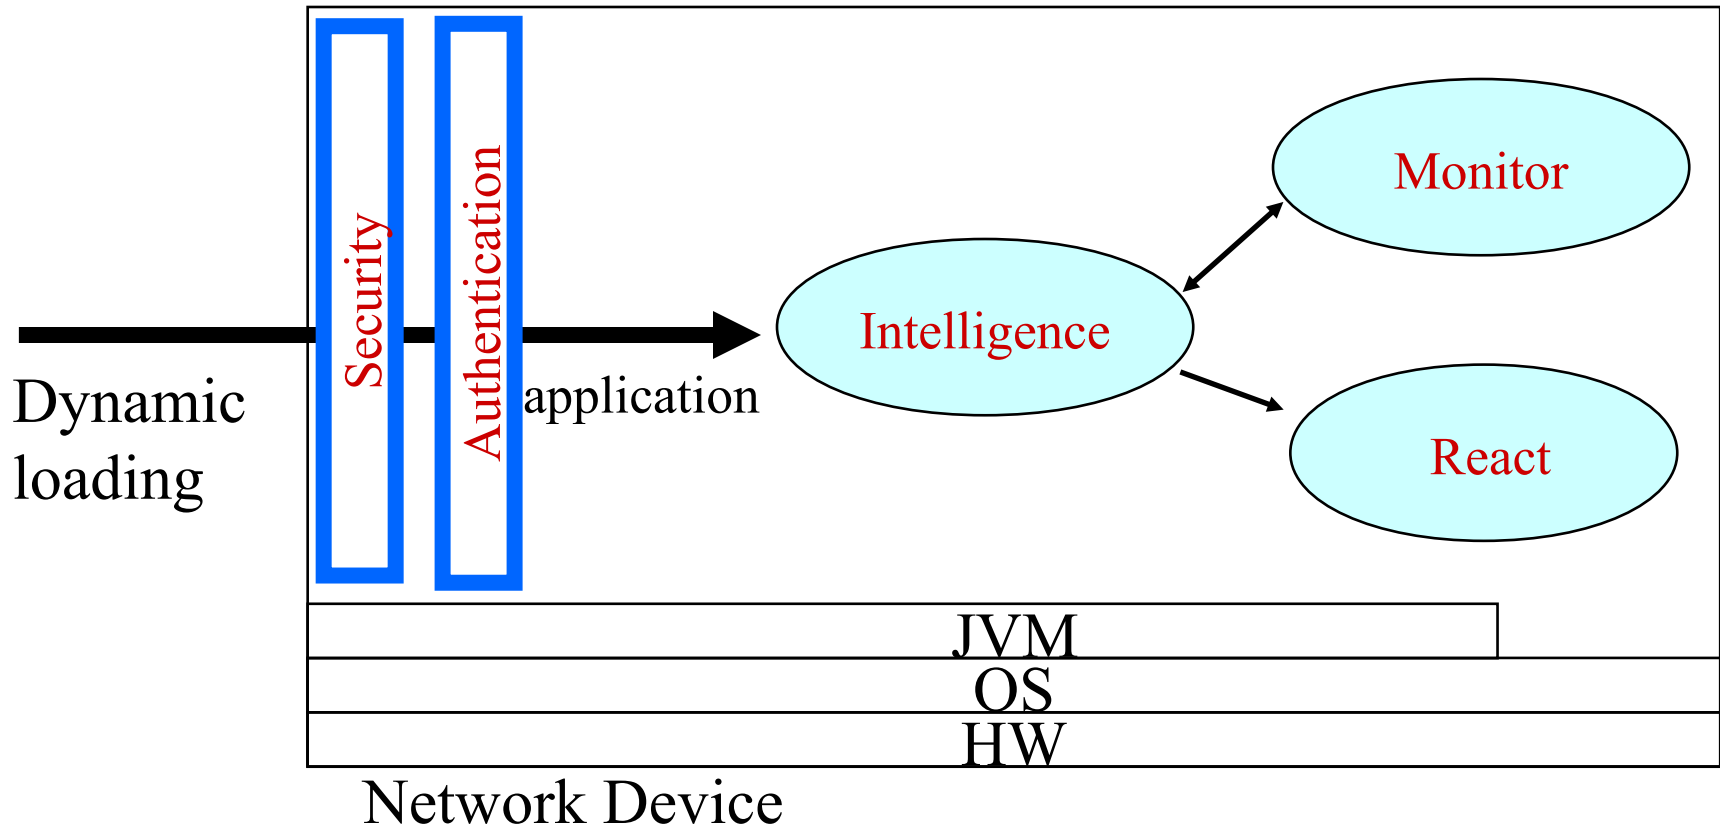 Security
Authentication
Monitor
Intelligence
Dynamic
loading
application
React
JVM
OS
HW
Network Device